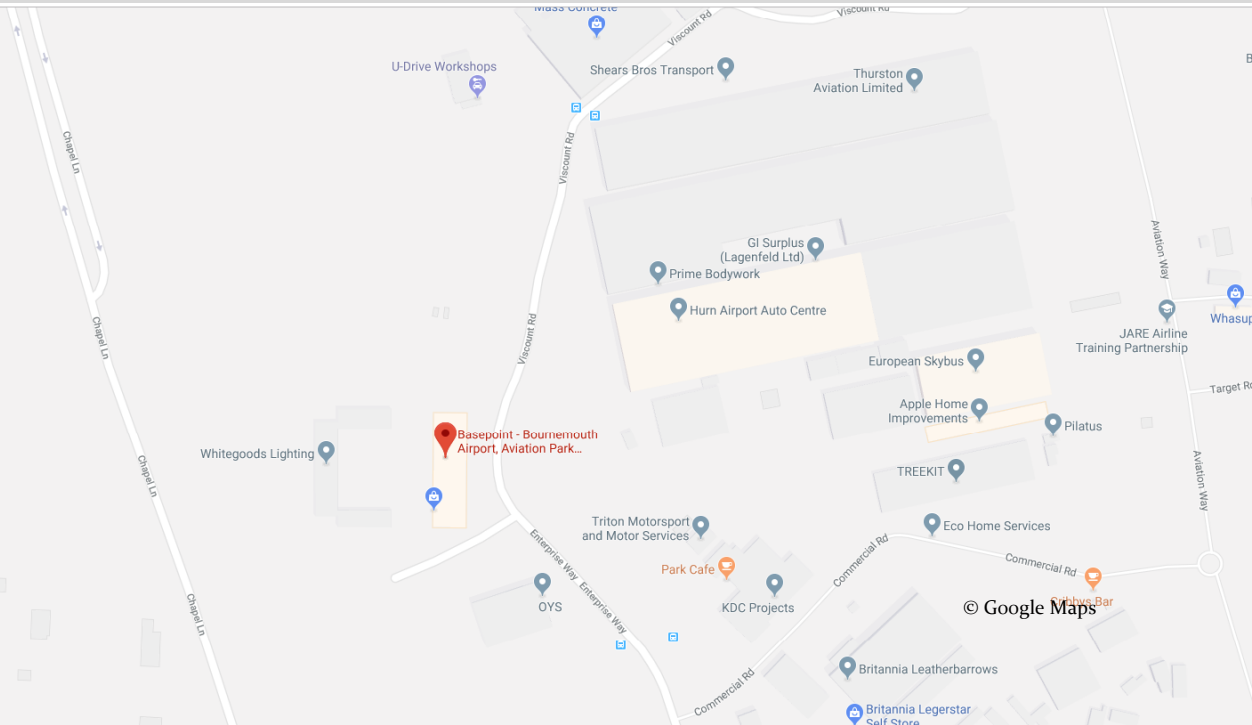 Mass Concrete
Viscount Rd
Viscount Rd
U-Drive Workshops
Shears Bros Transport
Thurston
Aviation Limited
Chapel Ln
Viscount Rd
Aviation Way
GI Surplus
(Lagenfeld Ltd)
Prime Bodywork
Hurn Airport Auto Centre
Chapel Ln
Viscount Rd
JARE Airline
Training Partnership
European Skybus
Target
Apple Home
Improvements
Pilatus
Basepoint - Bournemouth
Airport, Aviation Park...
Whitegoods Lighting
Chapel Ln
TREEKIT
Aviation Way
Triton Motorsport
and Motor Services
Eco Home Services
Enterprise Way
Commercial Rd
Commercial Rd
Park Cafe
Enterprise Way
OYS
KDC Projects
Cribbys Bar
© Google Maps
Chapel Ln
Britannia Leatherbarrows
Commercial Rd
Britannia Legerstar
Self Store